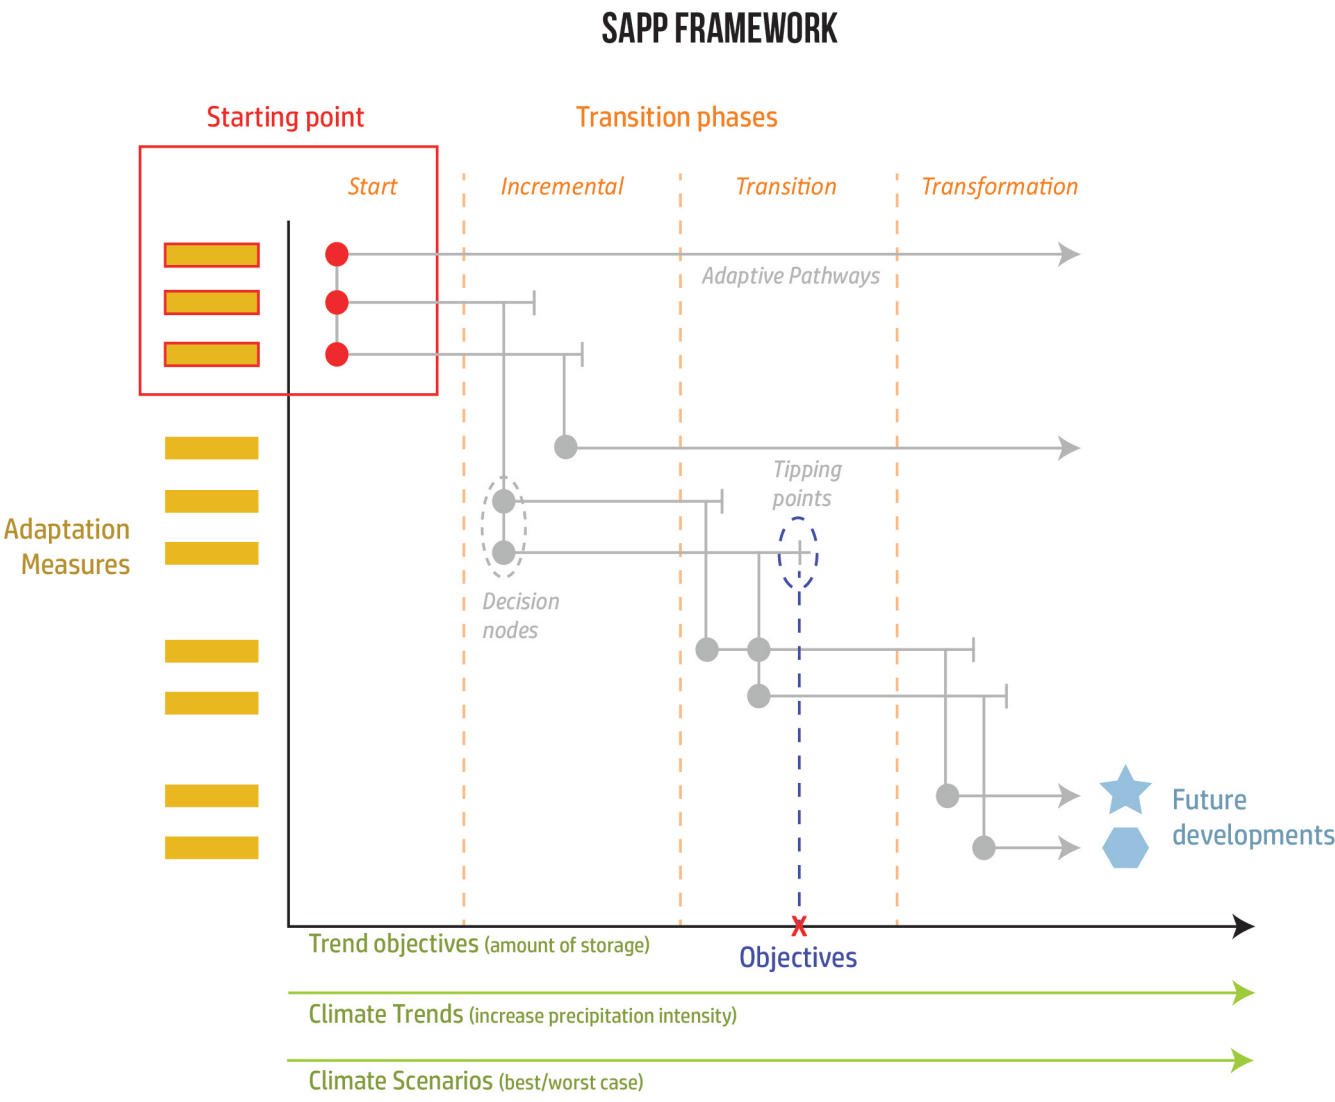 SAPP FRAMEWORK
Starting point
Transition phases
Start
Incremental
Transition
Transformation
Adaptive Pathways
Tipping
points
Adaptation
Measures
Decision
nodes
Future
developments
X
Trend objectives (amount of storage)
Objectives
Climate Trends (increase precipitation intensity)
Climate Scenarios (best/worst case)